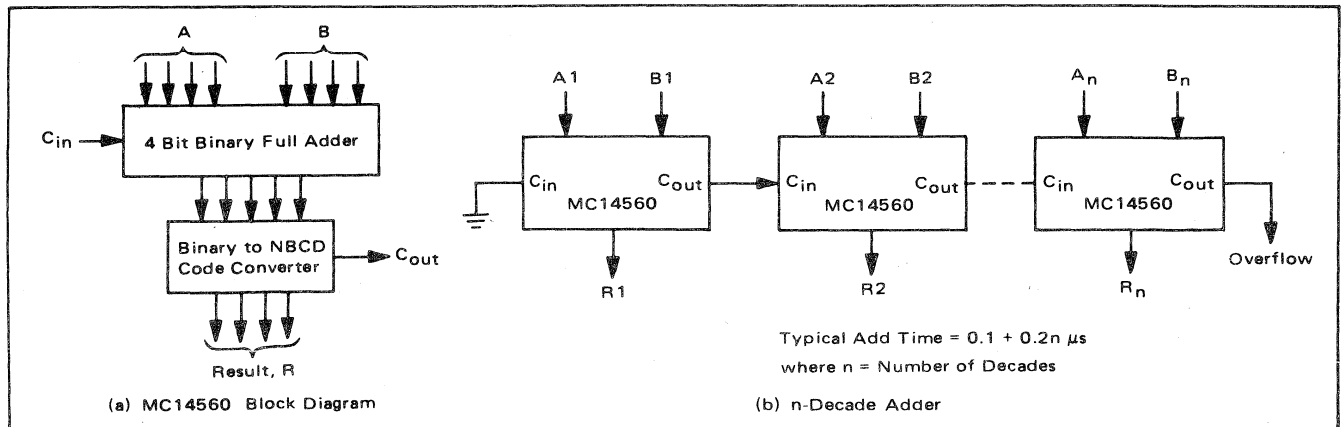 A
B
C_in
4 Bit Binary Full Adder
Binary to NBCD
Code Converter
C_out
Result, R
(a) MC14560 Block Diagram
A1
B1
A2
B2
A_n
B_n
C_in
C_out
MC14560
C_in
C_out
MC14560
C_in
C_out
MC14560
R1
R2
R_n
Overflow
Typical Add Time = 0.1 + 0.2n μs
where n = Number of Decades
(b) n-Decade Adder